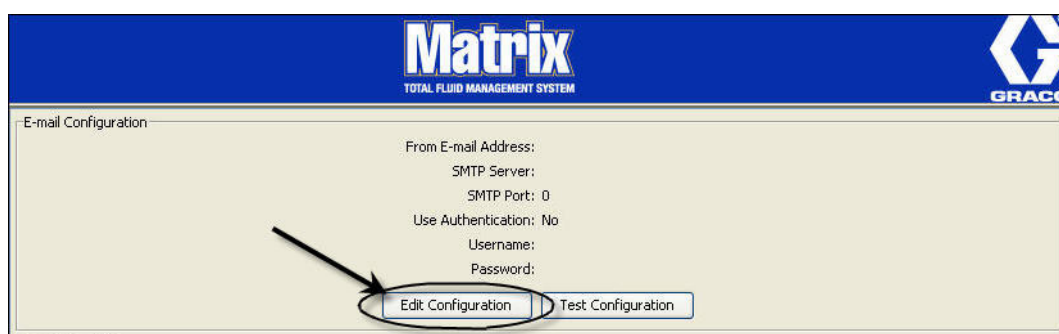 Matrix
TOTAL FLUID MANAGEMENT SYSTEM
GRACO
E-mail Configuration
From E-mail Address:
SMTP Server:
SMTP Port: 0
Use Authentication: No
Username:
Password:
Edit Configuration
Test Configuration